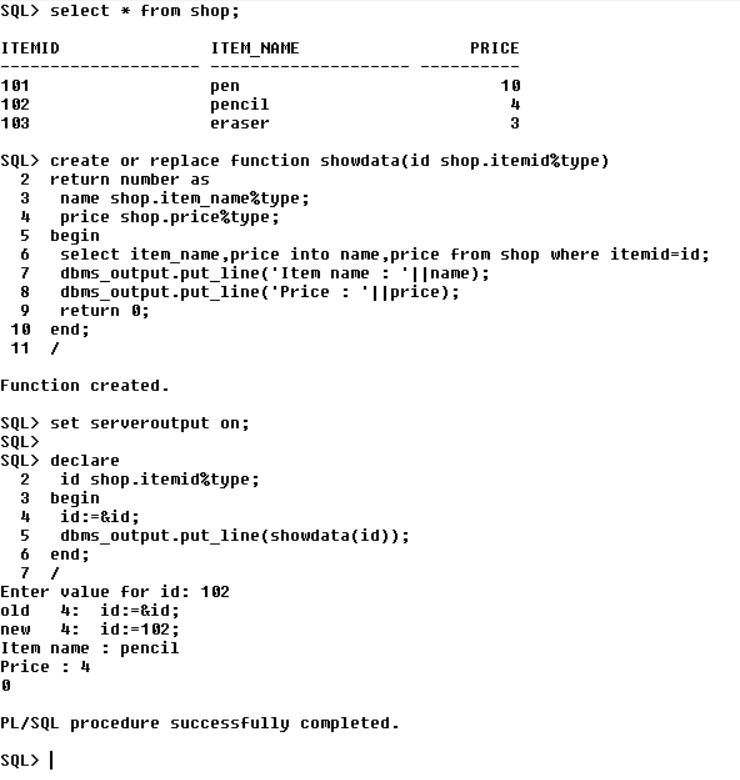 SQL> select * from shop;
ITEMID ITEM_NAME PRICE
-------------------- -------------------- ----------
101 pen 10
102 pencil 4
103 eraser 3
SQL> create or replace function showdata(id shop.itemid%type)
2 return number as
3 name shop.item_name%type;
4 price shop.price%type;
5 begin
6 select item_name,price into name,price from shop where itemid=id;
7 dbms_output.put_line('Item name : '||name);
8 dbms_output.put_line('Price : '||price);
9 return 0;
10 end;
11 /
Function created.
SQL> set serveroutput on;
SQL>
SQL> declare
2 id shop.itemid%type;
3 begin
4 id:=&id;
5 dbms_output.put_line(showdata(id));
6 end;
7 /
Enter value for id: 102
old 4: id:=&id;
new 4: id:=102;
Item name : pencil
Price : 4
0
PL/SQL procedure successfully completed.
SQL>